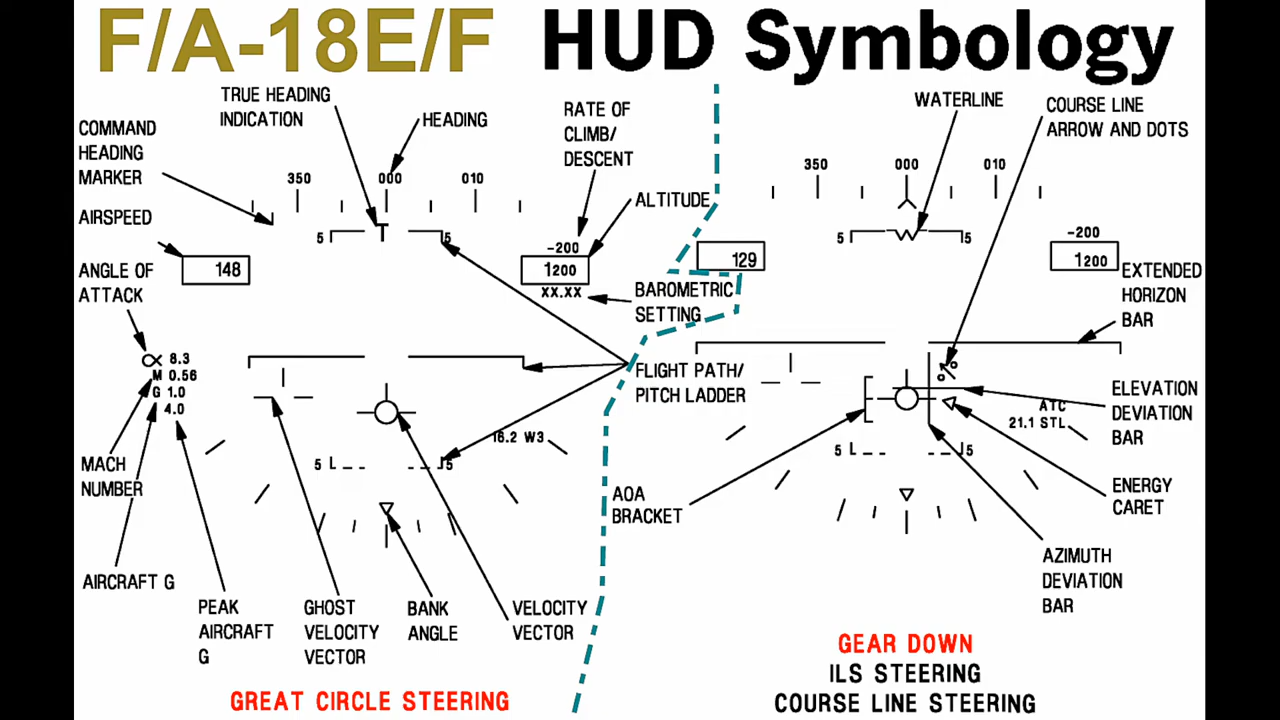 F/A-18E/F HUD Symbology
TRUE HEADING
INDICATION
HEADING
RATE OF
CLIMB/
DESCENT
COMMAND
HEADING
MARKER
350 000 010
ALTITUDE
AIRSPEED
5 T 5
-200
148
1200
XX.XX
BAROMETRIC
SETTING
ANGLE OF
ATTACK
α 8.3
M 0.56
G 1.0
4.0
FLIGHT PATH/
PITCH LADDER
16.2 W3
5 5
MACH
NUMBER
AIRCRAFT G
PEAK
AIRCRAFT
G
GHOST
VELOCITY
VECTOR
BANK
ANGLE
VELOCITY
VECTOR
GREAT CIRCLE STEERING
WATERLINE
COURSE LINE
ARROW AND DOTS
350 000 010
5 W 5
-200
129
1200
EXTENDED
HORIZON
BAR
ELEVATION
DEVIATION
BAR
ATC
21.1 STL
5 5
AOA
BRACKET
ENERGY
CARET
AZIMUTH
DEVIATION
BAR
GEAR DOWN
ILS STEERING
COURSE LINE STEERING